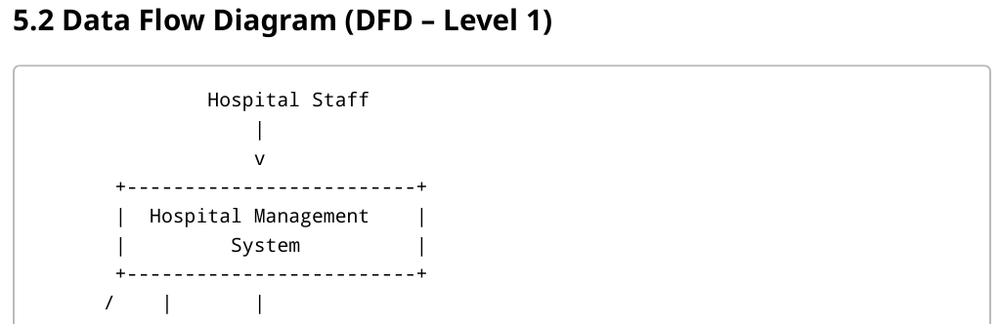 5.2 Data Flow Diagram (DFD – Level 1)
                Hospital Staff
                    |
                    v
        +-------------------------+
        |  Hospital Management    |
        |         System          |
        +-------------------------+
       /    |       |